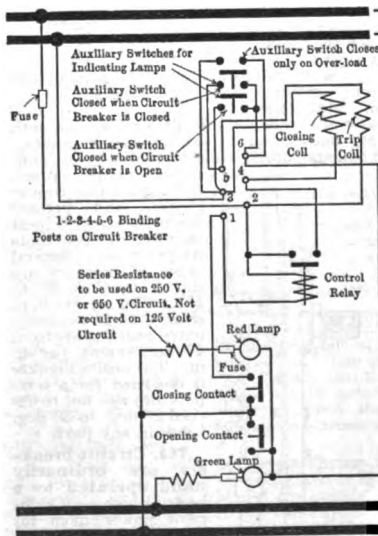 Auxiliary Switches for
Indicating Lamps
Auxiliary Switch Closes
only on Over-load
Auxiliary Switch
Closed when Circuit
Breaker is Closed
Fuse
Auxiliary Switch
Closed when Circuit
Breaker is Open
Closing
Coil
Trip
Coil
6
5
4
3
2
1
1-2-3-4-5-6 Binding
Posts on Circuit Breaker
Series Resistance
to be used on 250 V.
or 650 V. Circuit. Not
required on 125 Volt
Circuit
Control
Relay
Red Lamp
Fuse
Closing Contact
Opening Contact
Green Lamp